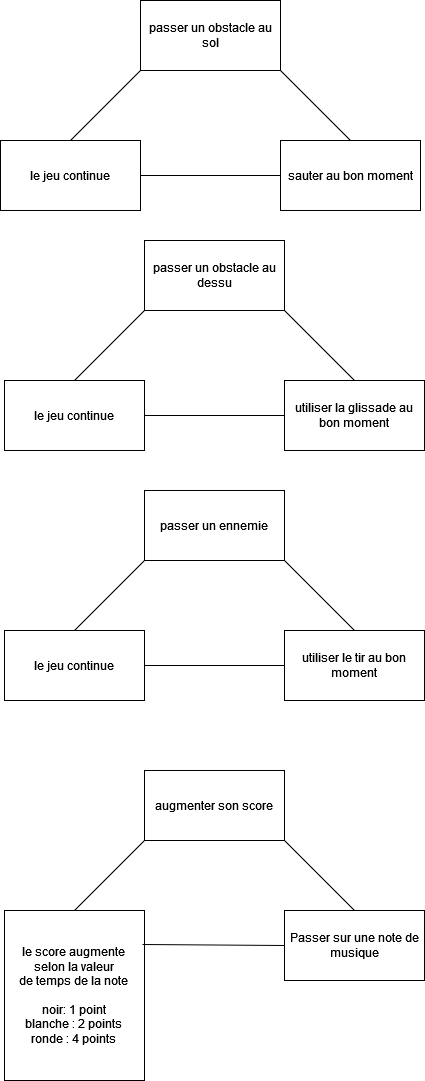 passer un obstacle au
sol
le jeu continue
sauter au bon moment
passer un obstacle au
dessu
le jeu continue
utiliser la glissade au
bon moment
passer un ennemie
le jeu continue
utiliser le tir au bon
moment
augmenter son score
le score augmente
selon la valeur
de temps de la note
noir: 1 point
blanche : 2 points
ronde : 4 points
Passer sur une note de
musique